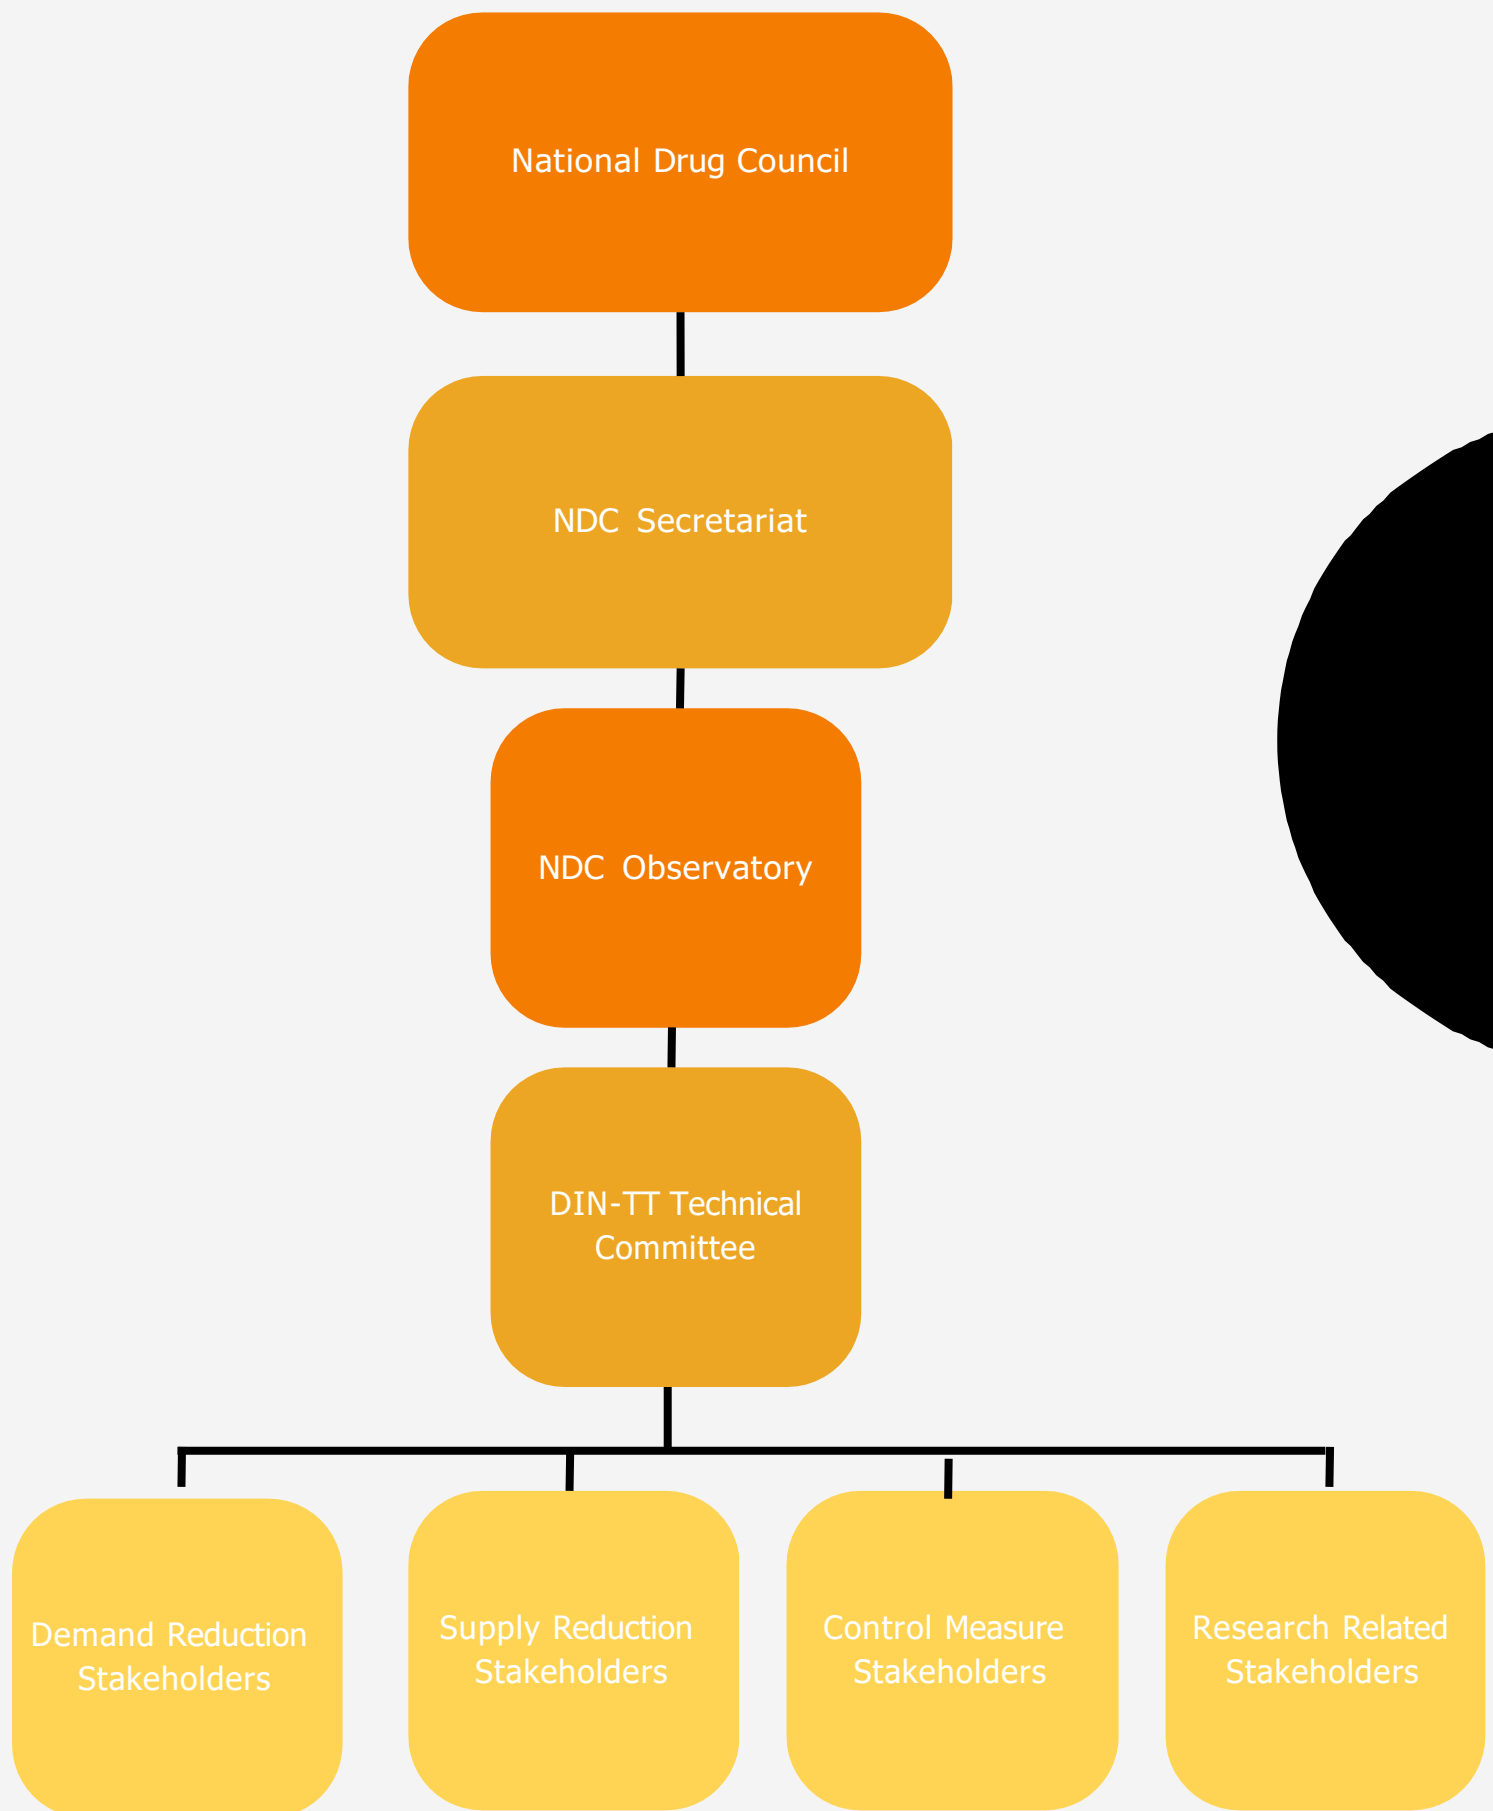 National Drug Council
NDC Secretariat
NDC Observatory
DIN-TT Technical
Committee
Demand Reduction
Stakeholders
Supply Reduction
Stakeholders
Control Measure
Stakeholders
Research Related
Stakeholders